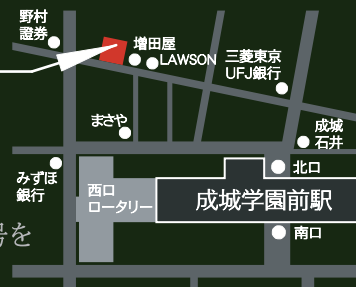 野村
證券
増田屋
LAWSON
三菱東京
UFJ銀行
まさや
成城
石井
みずほ
銀行
西口
ロータリー
北口
成城学園前駅
南口
号を